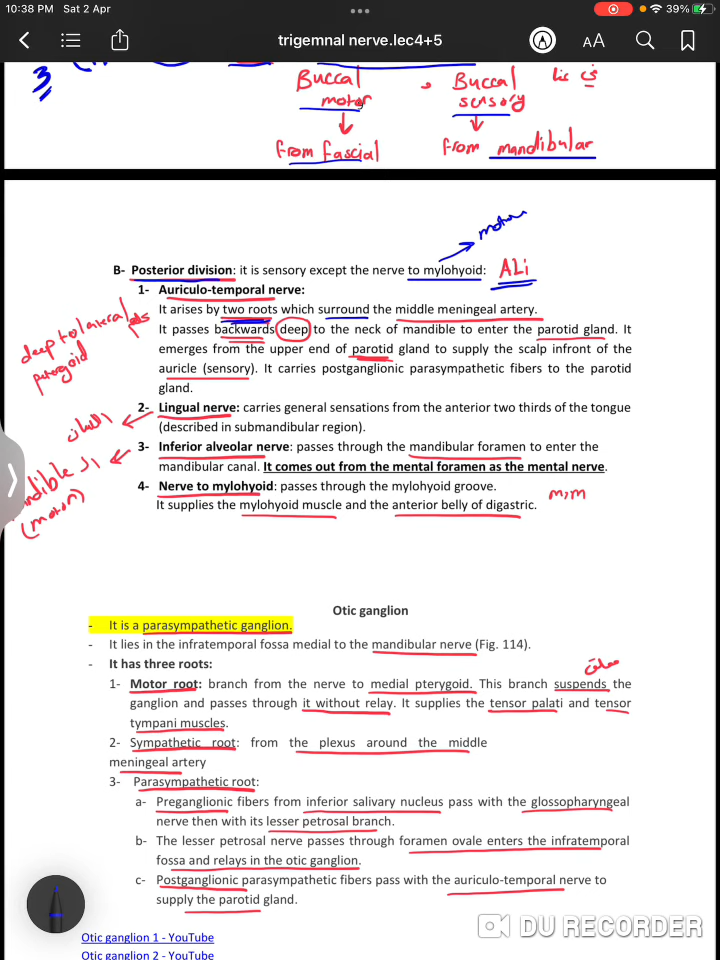 10:38 PM Sat 2 Apr
39%
trigemnal nerve.lec4+5
AA
3
Buccal motor
Buccal sensory
from fascial
from mandibular
motor
B- Posterior division: it is sensory except the nerve to mylohyoid:
ALi
1- Auriculo-temporal nerve:
It arises by two roots which surround the middle meningeal artery.
It passes backwards deep to the neck of mandible to enter the parotid gland. It
emerges from the upper end of parotid gland to supply the scalp infront of the
auricle (sensory). It carries postganglionic parasympathetic fibers to the parotid
gland.
deep to lateral
pterygoid
2- Lingual nerve: carries general sensations from the anterior two thirds of the tongue
(described in submandibular region).
اللسان
3- Inferior alveolar nerve: passes through the mandibular foramen to enter the
mandibular canal. It comes out from the mental foramen as the mental nerve.
ال
(motor)
4- Nerve to mylohyoid: passes through the mylohyoid groove.
It supplies the mylohyoid muscle and the anterior belly of digastric.
Otic ganglion
- It is a parasympathetic ganglion.
- It lies in the infratemporal fossa medial to the mandibular nerve (Fig. 114).
- It has three roots:
1- Motor root: branch from the nerve to medial pterygoid. This branch suspends the
ganglion and passes through it without relay. It supplies the tensor palati and tensor
tympani muscles.
2- Sympathetic root: from the plexus around the middle
meningeal artery
3- Parasympathetic root:
a- Preganglionic fibers from inferior salivary nucleus pass with the glossopharyngeal
nerve then with its lesser petrosal branch.
b- The lesser petrosal nerve passes through foramen ovale enters the infratemporal
fossa and relays in the otic ganglion.
c- Postganglionic parasympathetic fibers pass with the auriculo-temporal nerve to
supply the parotid gland.
DU RECORDER
Otic ganglion 1 - YouTube
Otic ganglion 2 - YouTube